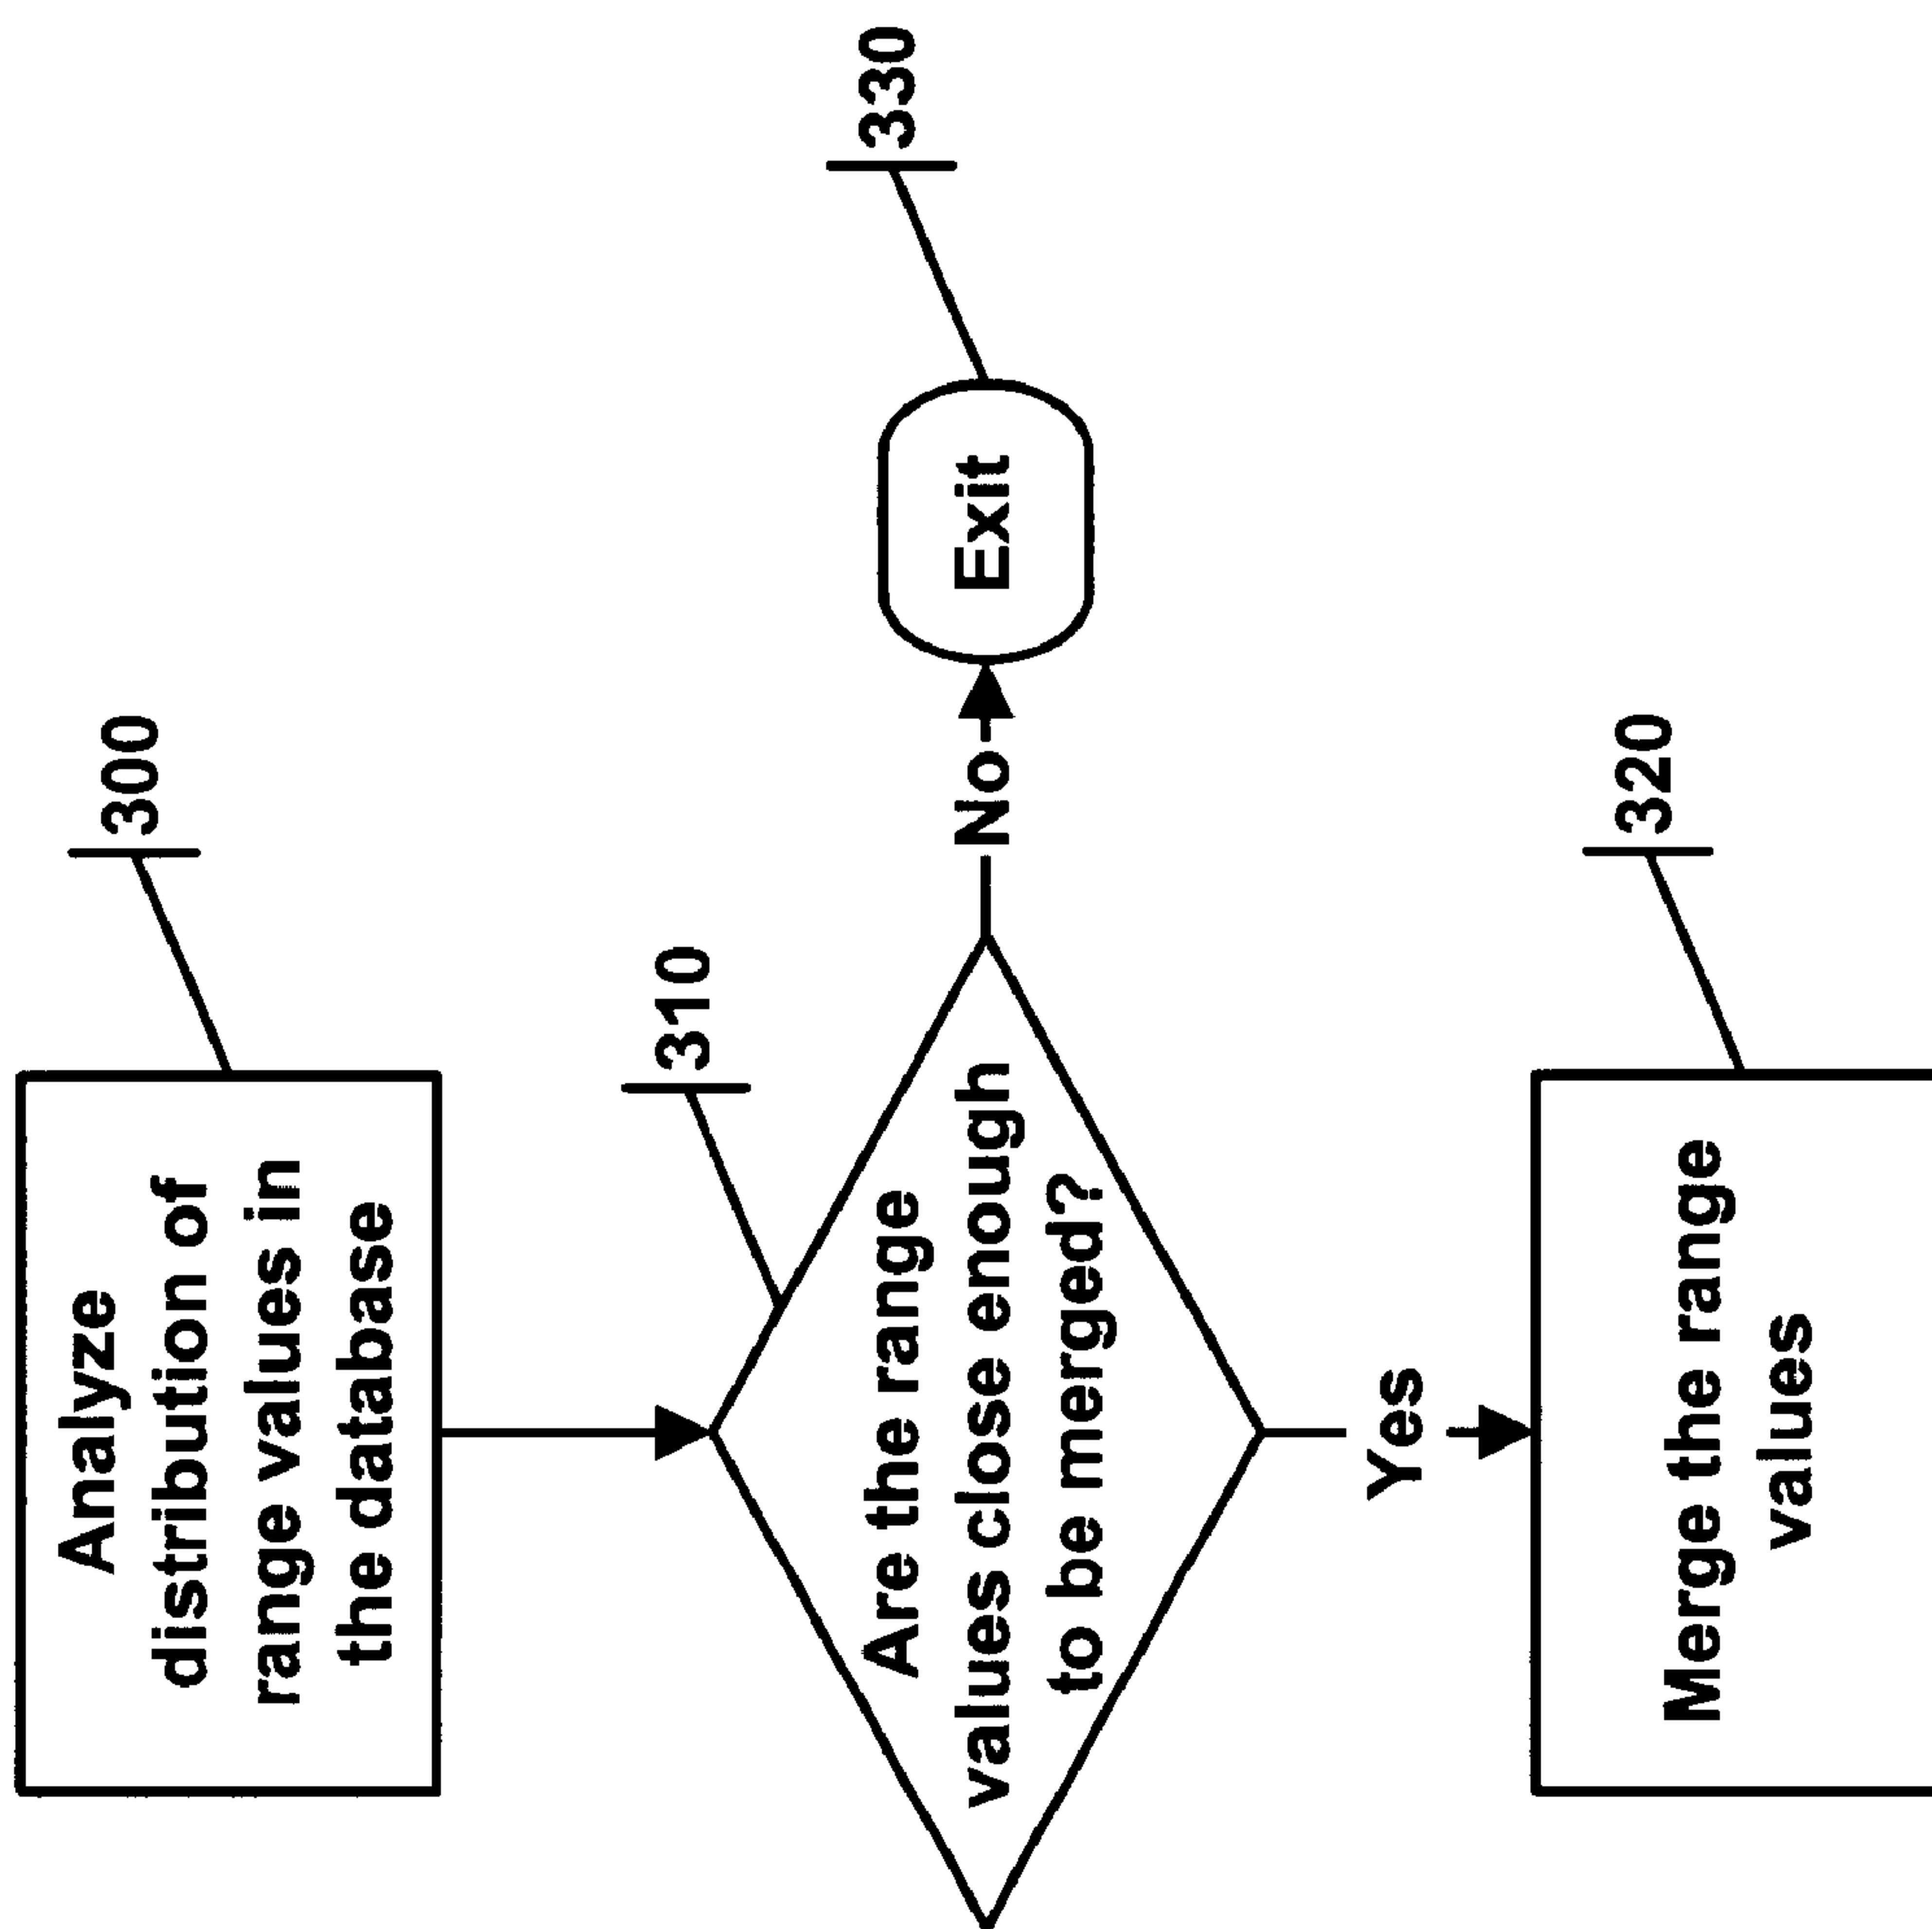 Analyze
distribution of
range values in
the database
300
310
Are the range
values close enough
to be merged?
No
Exit
330
Yes
Merge the range
values
320